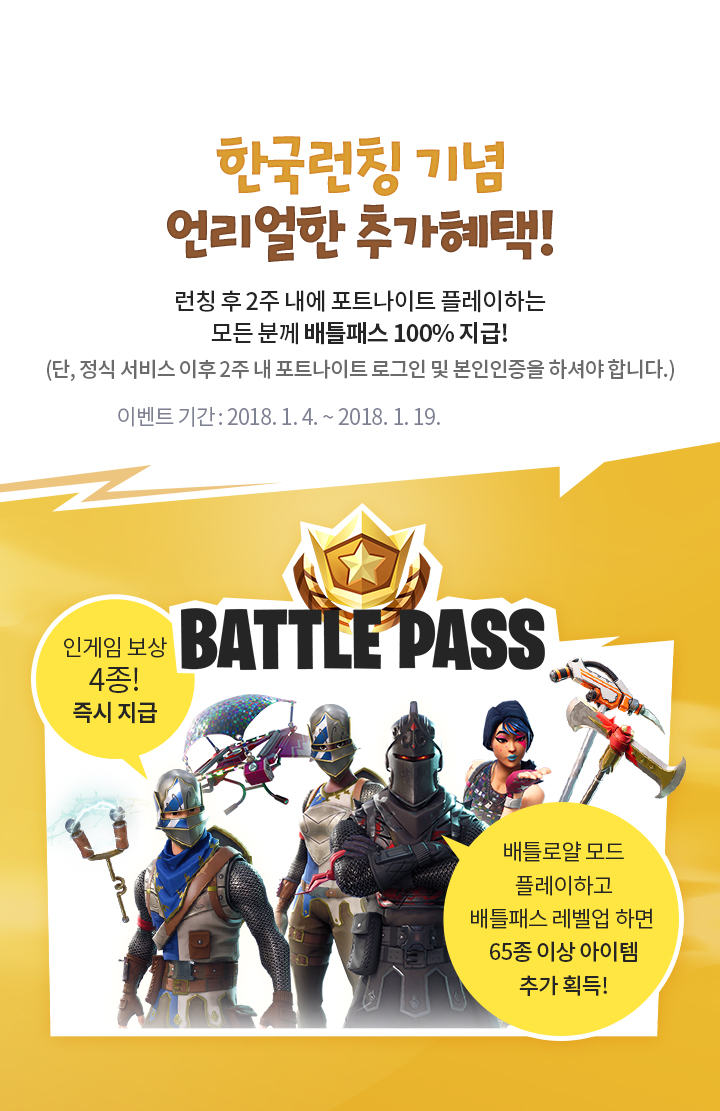 한국런칭 기념
언리얼한 추가혜택!
런칭 후 2주 내에 포트나이트 플레이하는
모든 분께 배틀패스 100% 지급!
(단, 정식 서비스 이후 2주 내 포트나이트 로그인 및 본인인증을 하셔야 합니다.)
이벤트 기간 : 2018. 1. 4. ~ 2018. 1. 19.
BATTLE PASS
인게임 보상
4종!
즉시 지급
배틀로얄 모드
플레이하고
배틀패스 레벨업 하면
65종 이상 아이템
추가 획득!